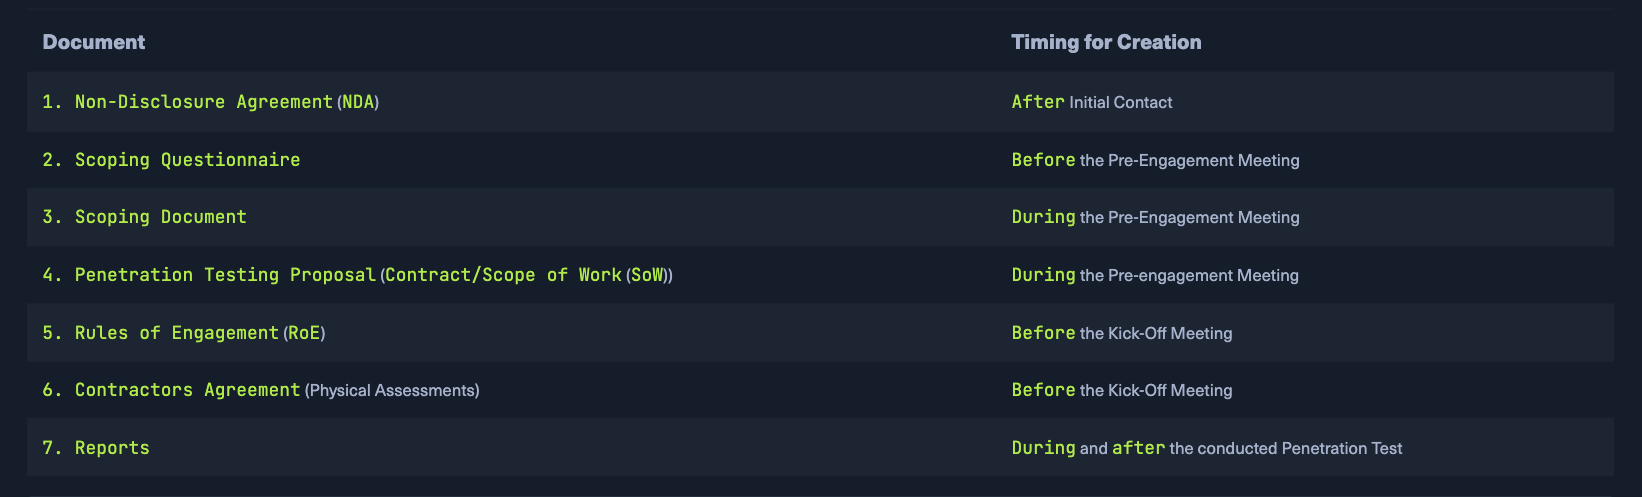 Document Timing for Creation
1. Non-Disclosure Agreement (NDA) After Initial Contact
2. Scoping Questionnaire Before the Pre-Engagement Meeting
3. Scoping Document During the Pre-Engagement Meeting
4. Penetration Testing Proposal (Contract/Scope of Work (SoW)) During the Pre-engagement Meeting
5. Rules of Engagement (RoE) Before the Kick-Off Meeting
6. Contractors Agreement (Physical Assessments) Before the Kick-Off Meeting
7. Reports During and after the conducted Penetration Test